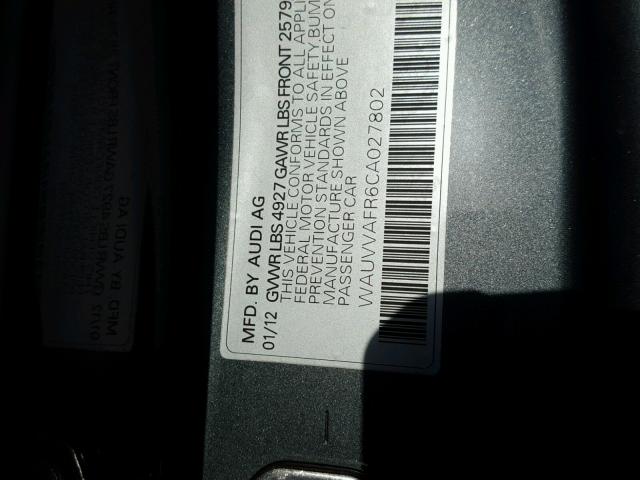 MFD. BY AUDI AG
01/12 GVWR LBS 4927 GAWR LBS FRONT 2579
THIS VEHICLE CONFORMS TO ALL APPLI
FEDERAL MOTOR VEHICLE SAFETY, BUM
PREVENTION STANDARDS IN EFFECT ON
MANUFACTURE SHOWN ABOVE
PASSENGER CAR
WAUVVAFR6CA027802